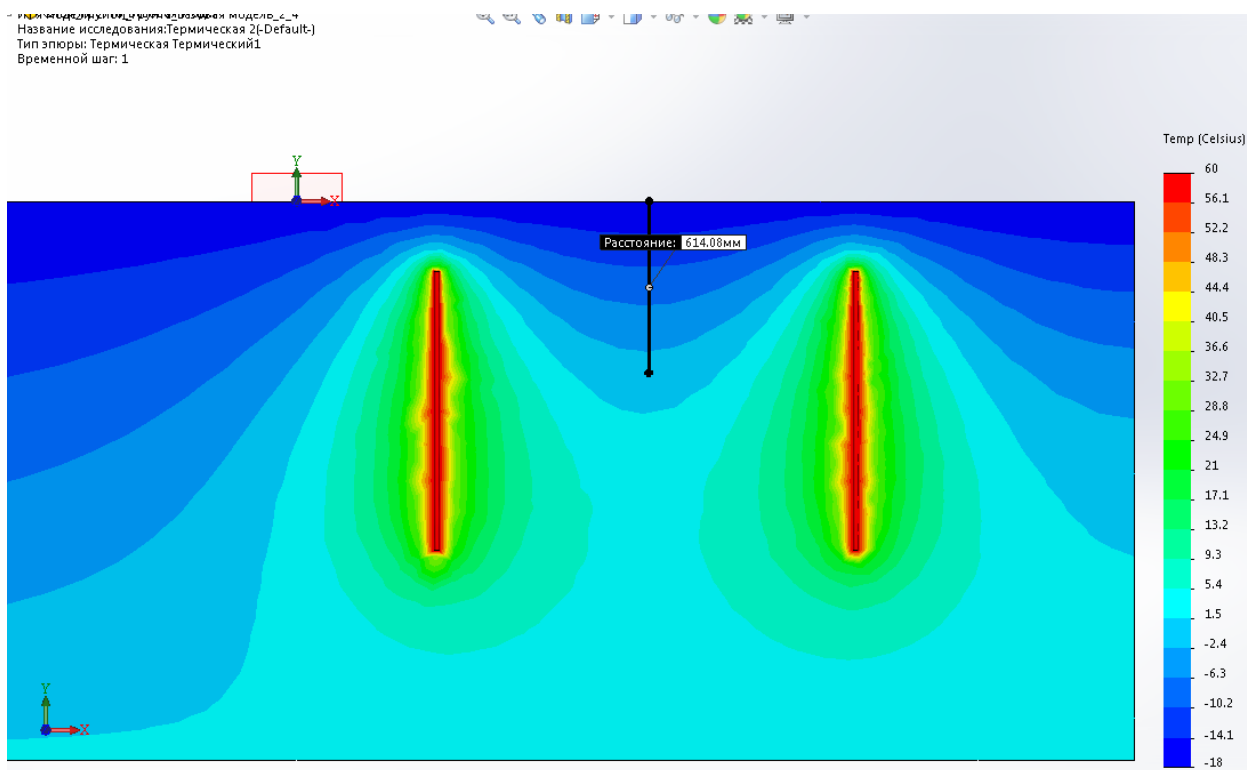 Название исследования:Термическая 2(-Default-)
Тип эпюры: Термическая Термический1
Временной шаг: 1
Temp (Celsius)
Y
X
Расстояние: 614.08мм
60
56.1
52.2
48.3
44.4
40.5
36.6
32.7
28.8
24.9
21
17.1
13.2
9.3
5.4
1.5
-2.4
-6.3
-10.2
-14.1
-18
Y
X